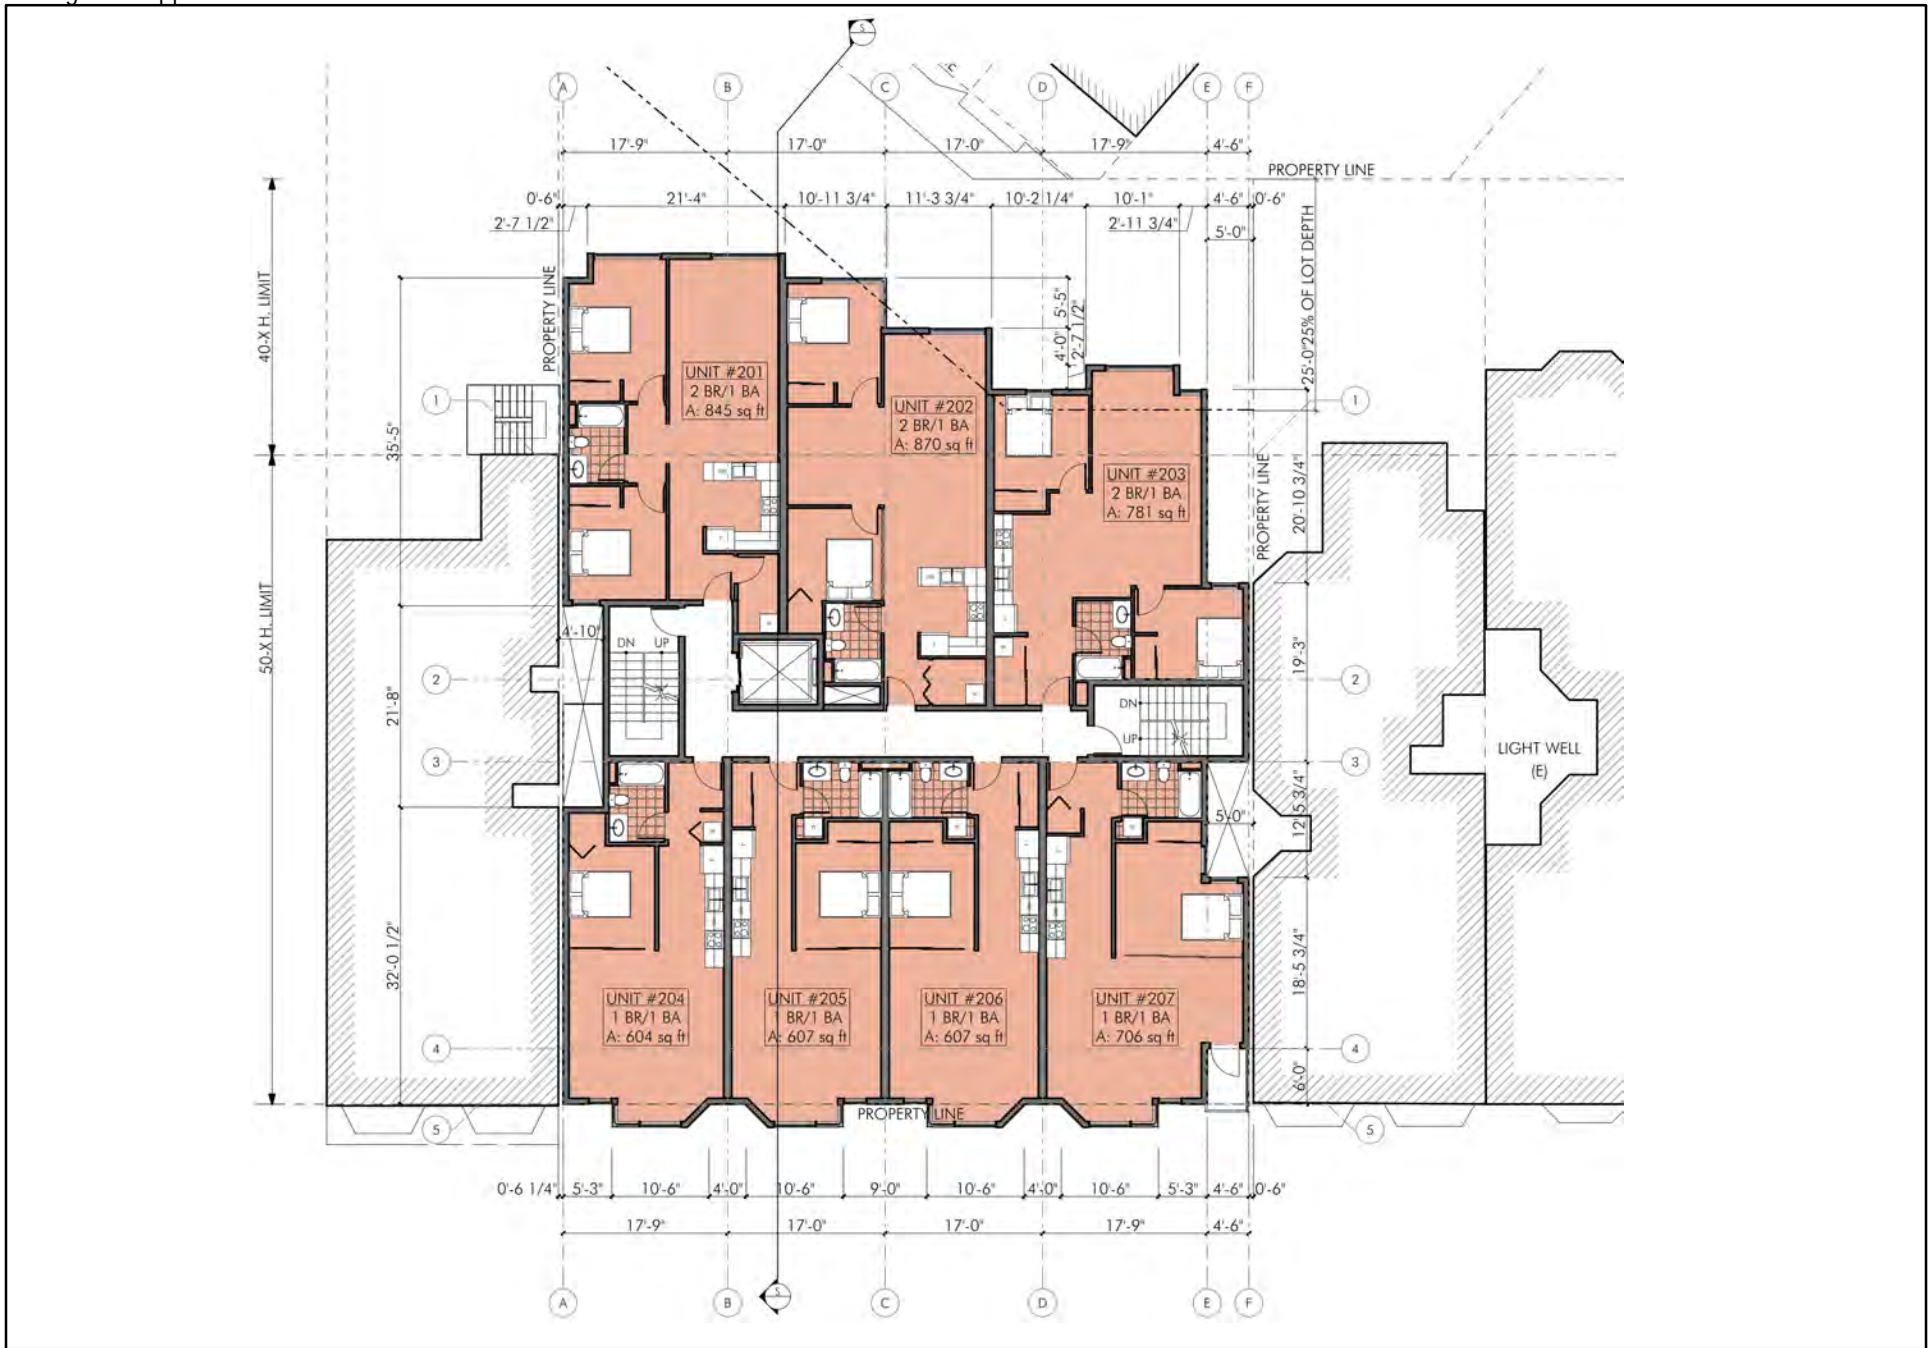 S
A
B
C
D
E
F
17'-9"
17'-0"
17'-0"
17'-9"
4'-6"
PROPERTY LINE
0'-6"
21'-4"
10'-11 3/4"
11'-3 3/4"
10'-2 1/4"
10'-1"
4'-6"
0'-6"
2'-7 1/2"
2'-11 3/4"
5'-0"
40-X H. LIMIT
PROPERTY LINE
5'-5"
4'-0"
2'-7 1/2"
25'-0"25% OF LOT DEPTH
UNIT #201
2 BR/1 BA
A: 845 sq ft
UNIT #202
2 BR/1 BA
A: 870 sq ft
UNIT #203
2 BR/1 BA
A: 781 sq ft
1
1
35'-5"
PROPERTY LINE
20'-10 3/4"
50-X H. LIMIT
4'-10"
DN
UP
19'-3"
2
2
21'-8"
DN
UP
3
3
LIGHT WELL
(E)
5'-0"
12'-5 3/4"
32'-0 1/2"
18'-5 3/4"
UNIT #204
1 BR/1 BA
A: 604 sq ft
UNIT #205
1 BR/1 BA
A: 607 sq ft
UNIT #206
1 BR/1 BA
A: 607 sq ft
UNIT #207
1 BR/1 BA
A: 706 sq ft
4
4
6'-0"
PROPERTY LINE
5
5
0'-6 1/4"
5'-3"
10'-6"
4'-0"
10'-6"
9'-0"
10'-6"
4'-0"
10'-6"
5'-3"
4'-6"
0'-6"
17'-9"
17'-0"
17'-0"
17'-9"
4'-6"
S
A
B
C
D
E
F